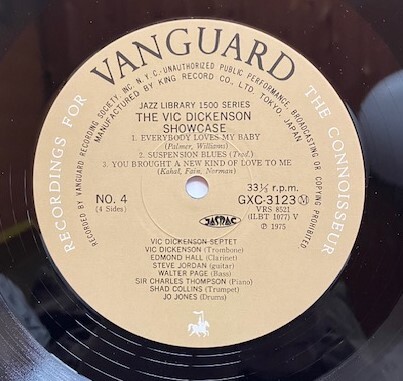 RECORDINGS FOR VANGUARD THE CONNOISSEUR
RECORDED BY VANGUARD RECORDING SOCIETY, INC. N.Y.C. UNAUTHORIZED PUBLIC PERFORMANCE, BROADCASTING OR COPYING PROHIBITED
MANUFACTURED BY KING RECORD CO. LTD. TOKYO, JAPAN
JAZZ LIBRARY 1500 SERIES
THE VIC DICKENSON
SHOWCASE
1. EVERYBODY LOVES MY BABY
(Palmer, Williams)
2. SUSPENSION BLUES (Trad.)
3. YOU BROUGHT A NEW KIND OF LOVE TO ME
(Kahal, Fain, Norman)
NO. 4
(4 Sides)
33⅓ r.p.m.
GXC-3123 Ⓜ
VRS 8521
(ILBT 1077) V
℗ 1975
JASRAC
VIC DICKENSON SEPTET
VIC DICKENSON (Trombone)
EDMOND HALL (Clarinet)
STEVE JORDAN (guitar)
WALTER PAGE (Bass)
SIR CHARLES THOMPSON (Piano)
SHAD COLLINS (Trumpet)
JO JONES (Drums)